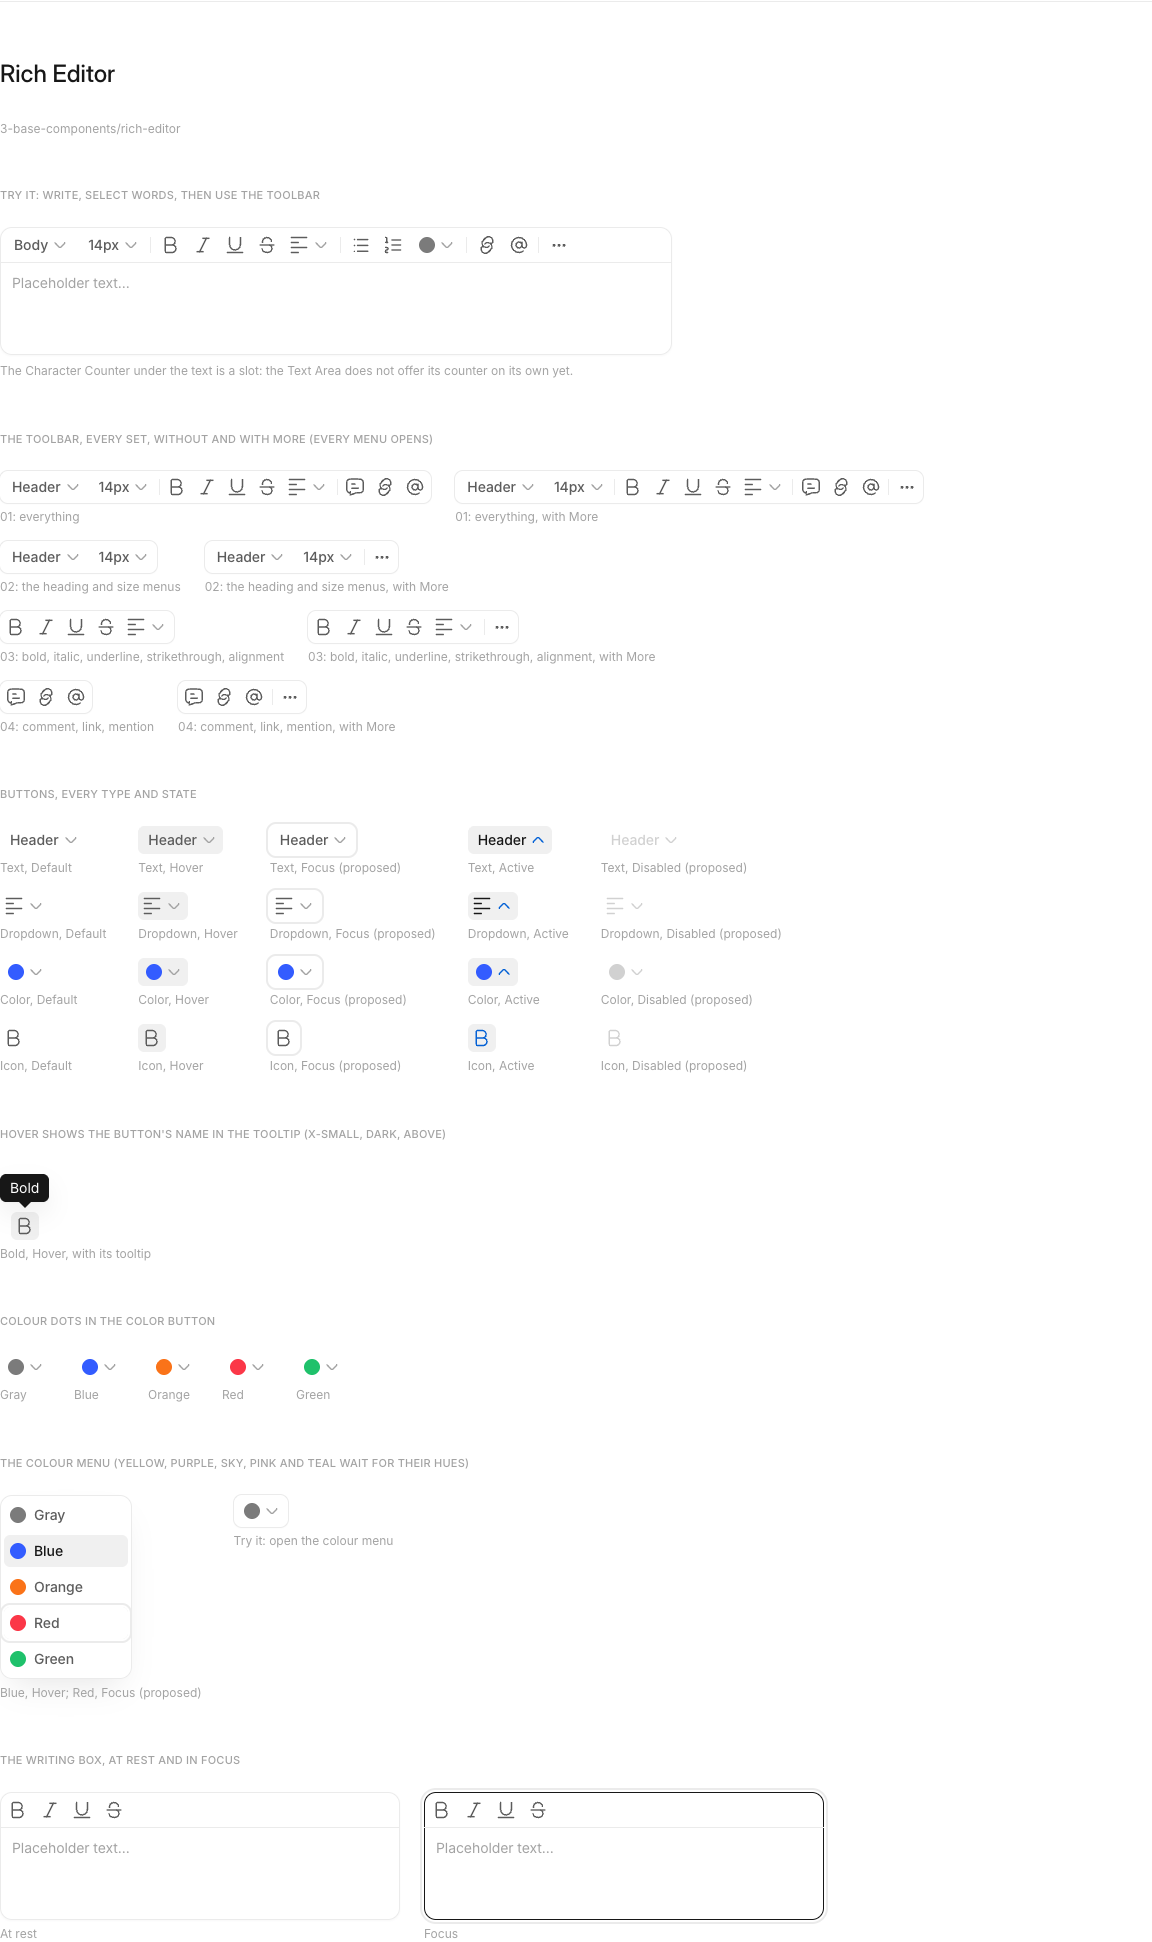 Rich Editor
3-base-components/rich-editor
TRY IT: WRITE, SELECT WORDS, THEN USE THE TOOLBAR
Body 14px
Placeholder text...
The Character Counter under the text is a slot: the Text Area does not offer its counter on its own yet.
THE TOOLBAR, EVERY SET, WITHOUT AND WITH MORE (EVERY MENU OPENS)
Header 14px Header 14px
01: everything 01: everything, with More
Header 14px Header 14px
02: the heading and size menus 02: the heading and size menus, with More
03: bold, italic, underline, strikethrough, alignment 03: bold, italic, underline, strikethrough, alignment, with More
04: comment, link, mention 04: comment, link, mention, with More
BUTTONS, EVERY TYPE AND STATE
Header Header Header Header Header
Text, Default Text, Hover Text, Focus (proposed) Text, Active Text, Disabled (proposed)
Dropdown, Default Dropdown, Hover Dropdown, Focus (proposed) Dropdown, Active Dropdown, Disabled (proposed)
Color, Default Color, Hover Color, Focus (proposed) Color, Active Color, Disabled (proposed)
Icon, Default Icon, Hover Icon, Focus (proposed) Icon, Active Icon, Disabled (proposed)
HOVER SHOWS THE BUTTON'S NAME IN THE TOOLTIP (X-SMALL, DARK, ABOVE)
Bold
Bold, Hover, with its tooltip
COLOUR DOTS IN THE COLOR BUTTON
Gray Blue Orange Red Green
THE COLOUR MENU (YELLOW, PURPLE, SKY, PINK AND TEAL WAIT FOR THEIR HUES)
Gray
Blue
Orange
Red
Green
Try it: open the colour menu
Blue, Hover; Red, Focus (proposed)
THE WRITING BOX, AT REST AND IN FOCUS
Placeholder text... Placeholder text...
At rest Focus